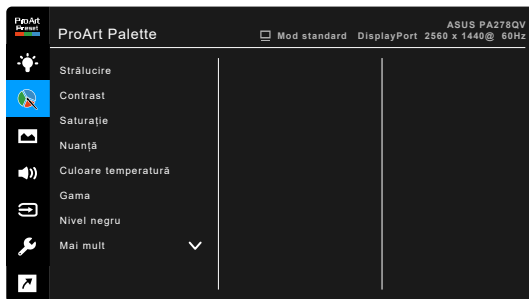 ProArt
Preset
ProArt Palette
Mod standard DisplayPort 2560 x 1440@ 60Hz
ASUS PA278QV
Strălucire
Contrast
Saturație
Nuanță
Culoare temperatură
Gama
Nivel negru
Mai mult